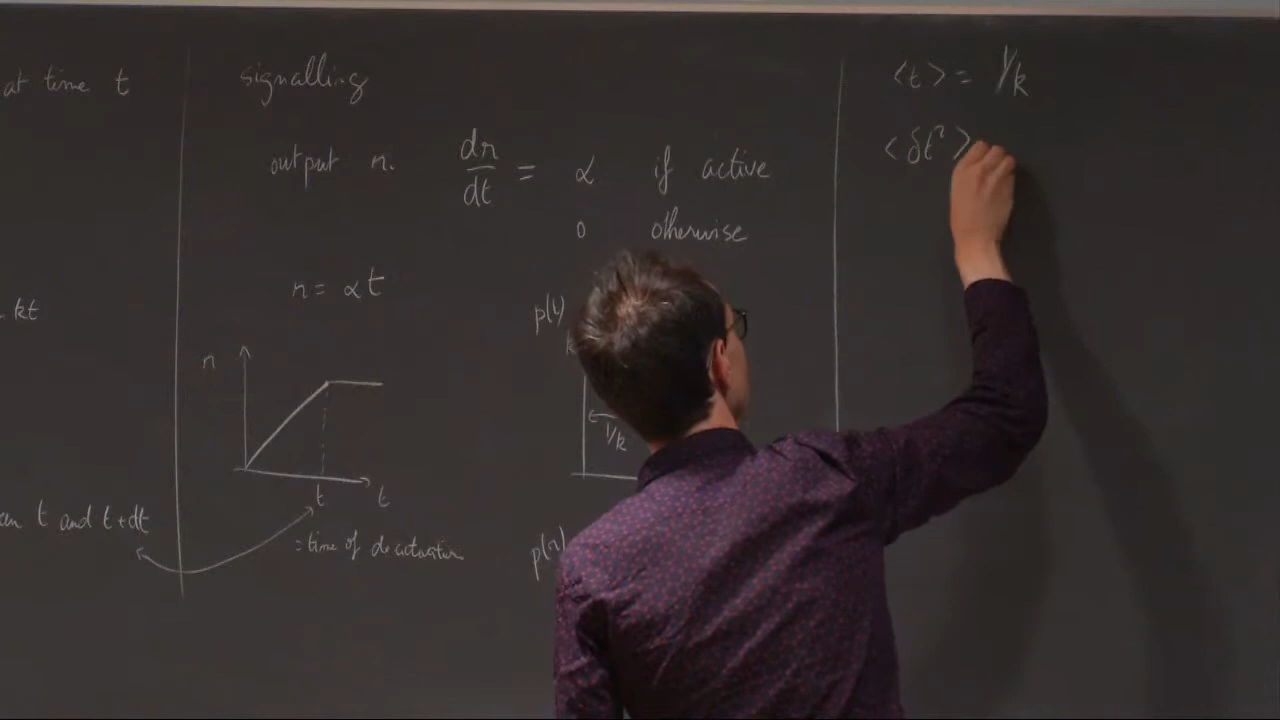 at time t
kt
t and t+dt
signalling
output n. dn/dt = α if active
0 otherwise
n = αt
n
t
t
= time of deactivation
p(t)
1/k
p(n)
<t> = 1/k
<δt²>